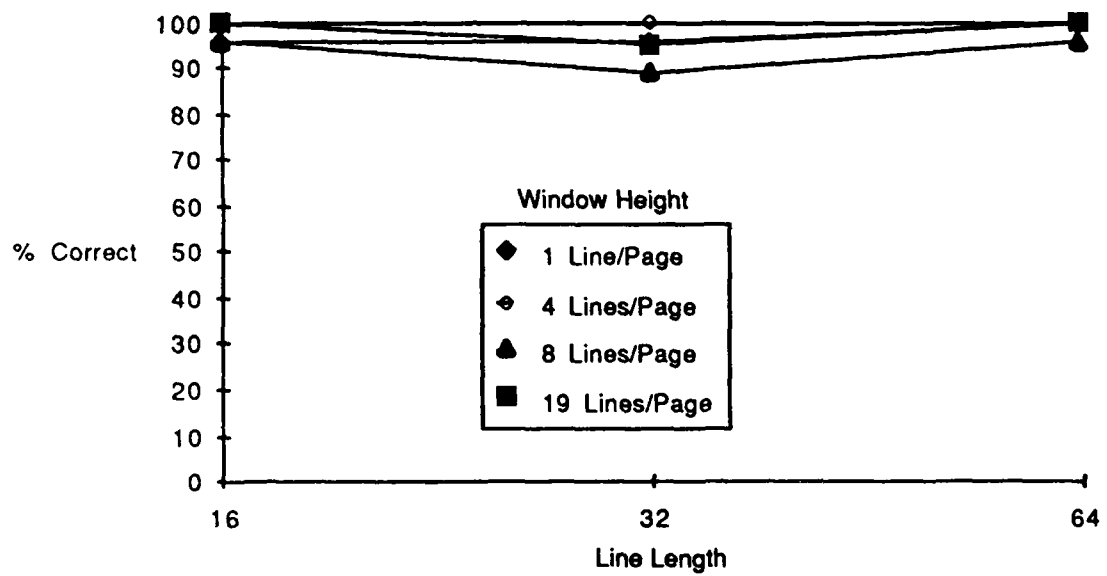 100
90
80
70
60
% Correct
50
40
30
20
10
0
Window Height
1 Line/Page
4 Lines/Page
8 Lines/Page
19 Lines/Page
16
32
64
Line Length